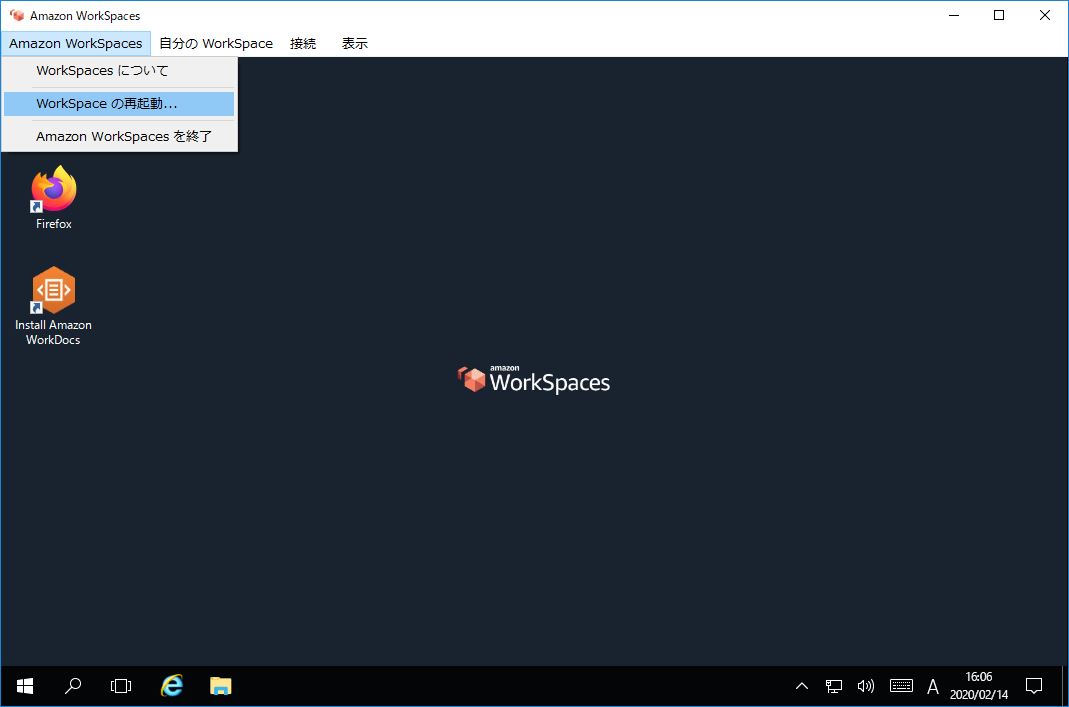 Amazon WorkSpaces
Amazon WorkSpaces 自分の WorkSpace 接続 表示
WorkSpaces について
WorkSpace の再起動...
Amazon WorkSpaces を終了
Firefox
Install Amazon
WorkDocs
amazon
WorkSpaces
A
16:06
2020/02/14